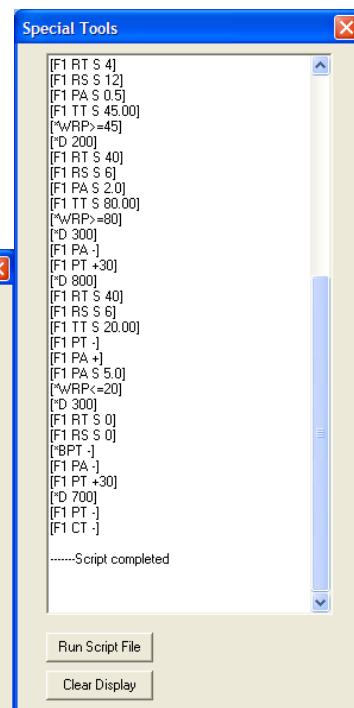 Special Tools
[F1 RT S 4]
[F1 RS S 12]
[F1 PA S 0.5]
[F1 TT S 45.00]
[*WRP>=45]
[*D 200]
[F1 RT S 40]
[F1 RS S 6]
[F1 PA S 2.0]
[F1 TT S 80.00]
[*WRP>=80]
[*D 300]
[F1 PA -]
[F1 PT +30]
[*D 800]
[F1 RT S 40]
[F1 RS S 6]
[F1 TT S 20.00]
[F1 PT -]
[F1 PA +]
[F1 PA S 5.0]
[*WRP<=20]
[*D 300]
[F1 RT S 0]
[F1 RS S 0]
[*BPT -]
[F1 PA -]
[F1 PT +30]
[*D 700]
[F1 PT -]
[F1 CT -]
-------Script completed
Run Script File
Clear Display